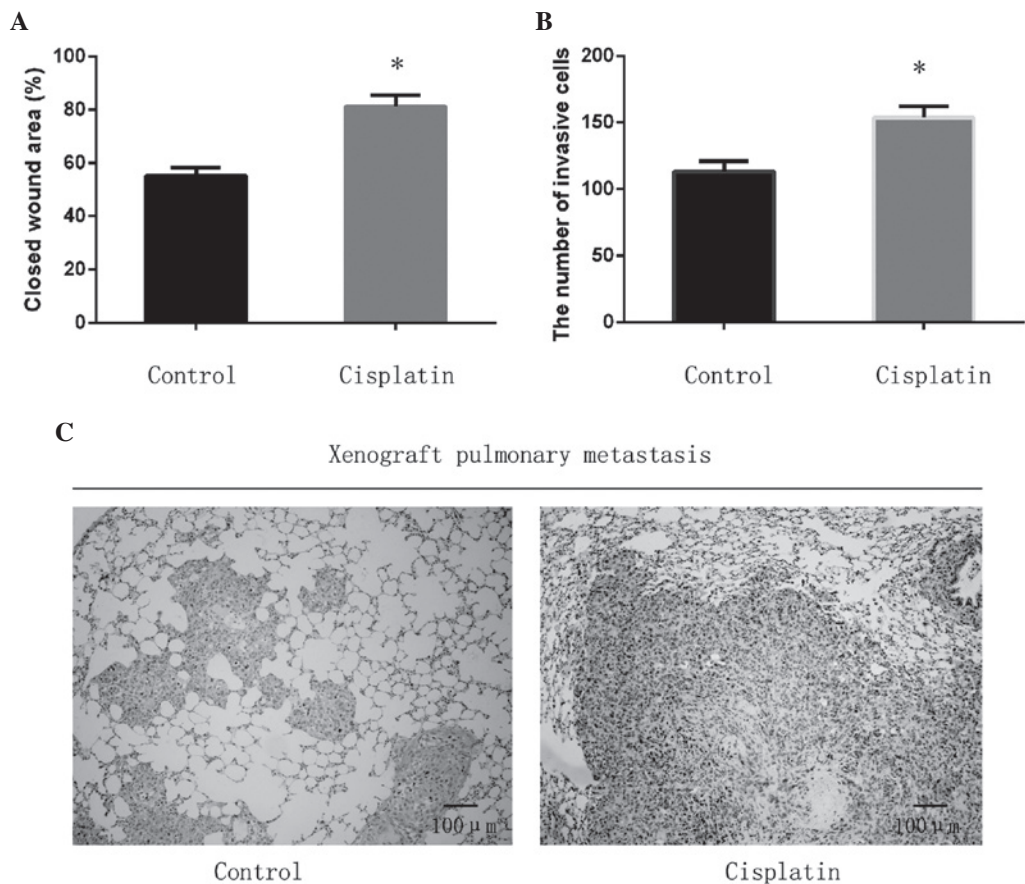 A
Closed wound area (%)
100
80
60
40
20
0
*
Control
Cisplatin
B
The number of invasive cells
200
150
100
50
0
*
Control
Cisplatin
C
Xenograft pulmonary metastasis
100 μm
100 μm
Control
Cisplatin